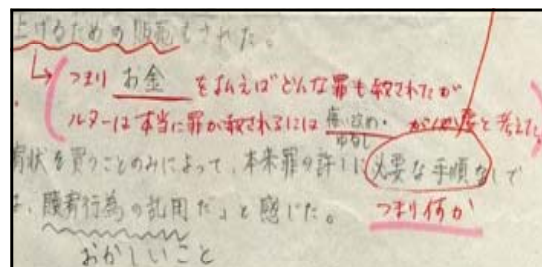 上げるための販売もされた。
つまりお金を払えばどんな罪も赦されたが
ルターは本当に罪が赦されるには悔い改め・ゆるしが必要と考えた
宥状を買うことのみによって、本来罪の許しに必要な手順なしで
、贖宥行為の乱用だ」と感じた。
つまり何か
おかしいこと